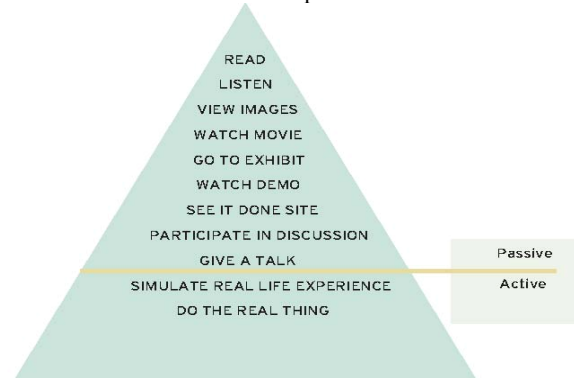 READ
LISTEN
VIEW IMAGES
WATCH MOVIE
GO TO EXHIBIT
WATCH DEMO
SEE IT DONE SITE
PARTICIPATE IN DISCUSSION
GIVE A TALK
Passive
Active
SIMULATE REAL LIFE EXPERIENCE
DO THE REAL THING